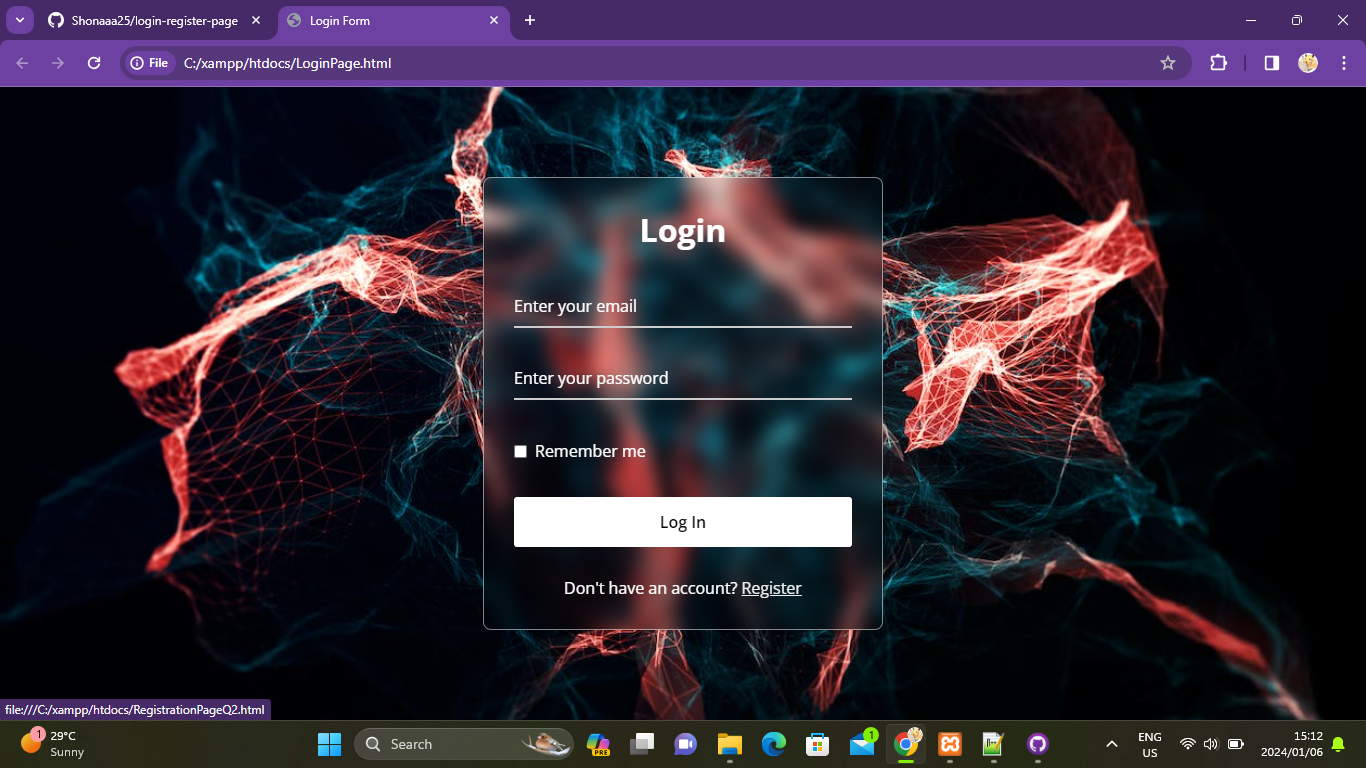 Shonaaa25/login-register-page
Login Form
File
C:/xampp/htdocs/LoginPage.html
Login
Enter your email
Enter your password
Remember me
Log In
Don't have an account? Register
file:///C:/xampp/htdocs/RegistrationPageQ2.html
1
29°C
Sunny
Search
PRE
1
ENG
US
15:12
2024/01/06